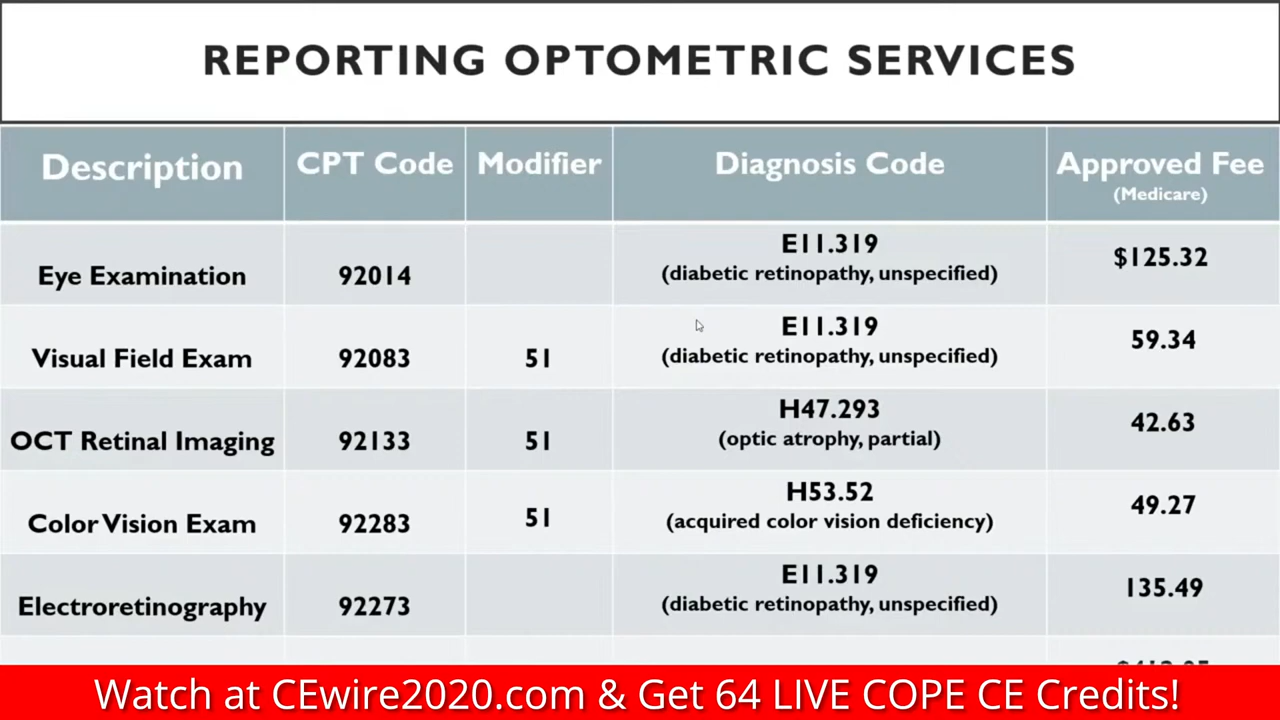 REPORTING OPTOMETRIC SERVICES
Description CPT Code Modifier Diagnosis Code Approved Fee
(Medicare)
Eye Examination 92014 E11.319 $125.32
(diabetic retinopathy, unspecified)
Visual Field Exam 92083 51 E11.319 59.34
(diabetic retinopathy, unspecified)
OCT Retinal Imaging 92133 51 H47.293 42.63
(optic atrophy, partial)
Color Vision Exam 92283 51 H53.52 49.27
(acquired color vision deficiency)
Electroretinography 92273 E11.319 135.49
(diabetic retinopathy, unspecified)
Watch at CEwire2020.com & Get 64 LIVE COPE CE Credits!